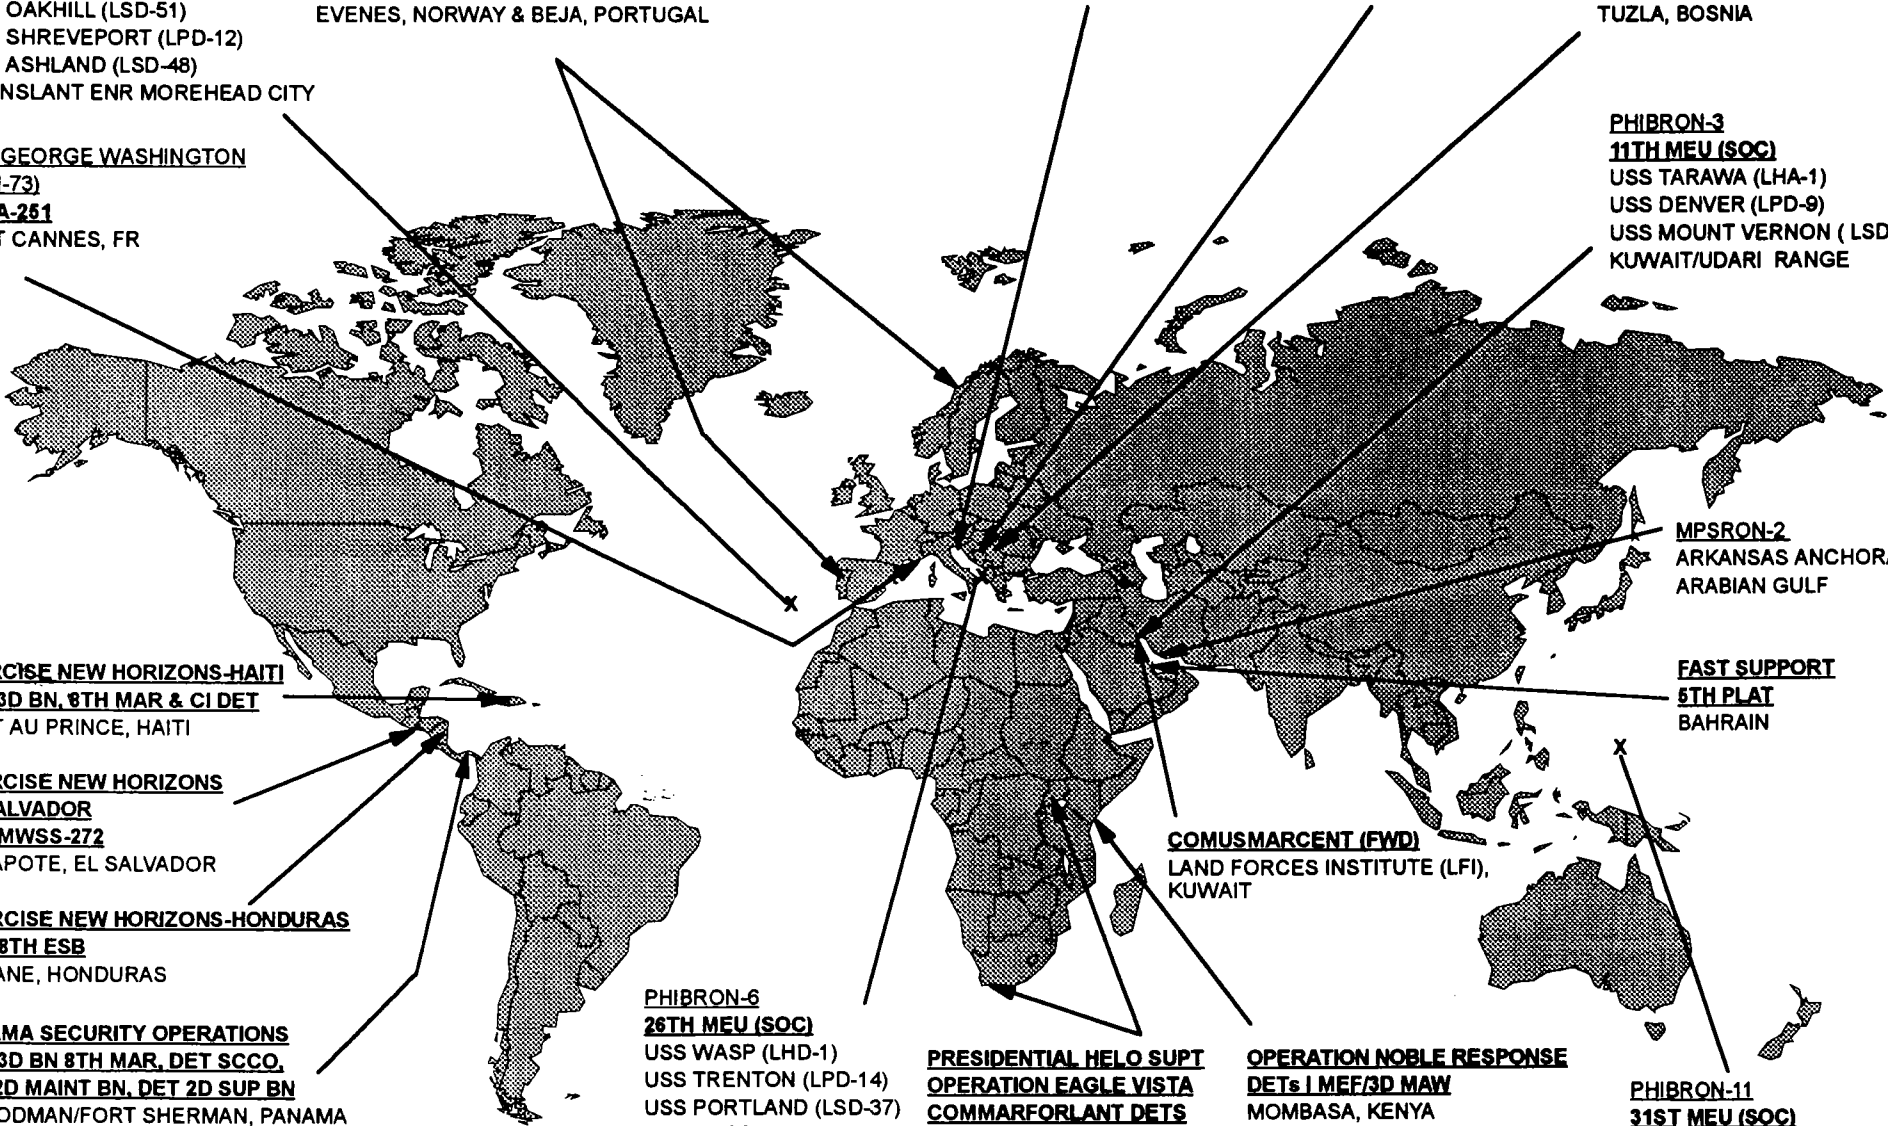 OAKHILL (LSD-51)
SHREVEPORT (LPD-12)
ASHLAND (LSD-48)
NSLANT ENR MOREHEAD CITY
EVENES, NORWAY & BEJA, PORTUGAL
TUZLA, BOSNIA
GEORGE WASHINGTON
-73)
A-251
T CANNES, FR
PHIBRON-3
11TH MEU (SOC)
USS TARAWA (LHA-1)
USS DENVER (LPD-9)
USS MOUNT VERNON ( LSD
KUWAIT/UDARI RANGE
X
MPSRON-2
ARKANSAS ANCHORA
ARABIAN GULF
RCISE NEW HORIZONS-HAITI
3D BN, 8TH MAR & CI DET
T AU PRINCE, HAITI
FAST SUPPORT
5TH PLAT
BAHRAIN
X
RCISE NEW HORIZONS
ALVADOR
MWSS-272
APOTE, EL SALVADOR
COMUSMARCENT (FWD)
LAND FORCES INSTITUTE (LFI),
KUWAIT
RCISE NEW HORIZONS-HONDURAS
8TH ESB
ANE, HONDURAS
AMA SECURITY OPERATIONS
3D BN 8TH MAR, DET SCCO,
2D MAINT BN, DET 2D SUP BN
ODMAN/FORT SHERMAN, PANAMA
PHIBRON-6
26TH MEU (SOC)
USS WASP (LHD-1)
USS TRENTON (LPD-14)
USS PORTLAND (LSD-37)
PRESIDENTIAL HELO SUPT
OPERATION EAGLE VISTA
COMMARFORLANT DETS
OPERATION NOBLE RESPONSE
DETs I MEF/3D MAW
MOMBASA, KENYA
PHIBRON-11
31ST MEU (SOC)